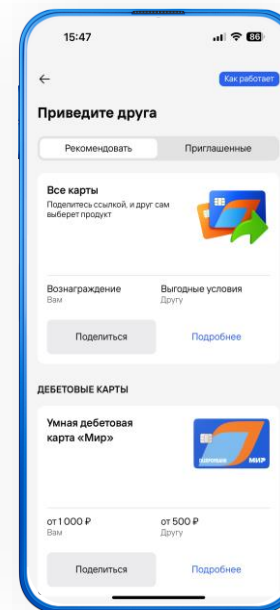 15:47
86
Как работает
Приведите друга
Рекомендовать
Приглашенные
Все карты
Поделитесь ссылкой, и друг сам
выберет продукт
Вознаграждение
Вам
Выгодные условия
Другу
Поделиться
Подробнее
ДЕБЕТОВЫЕ КАРТЫ
Умная дебетовая
карта «Мир»
МИР
от 1 000 ₽
Вам
от 500 ₽
Другу
Поделиться
Подробнее